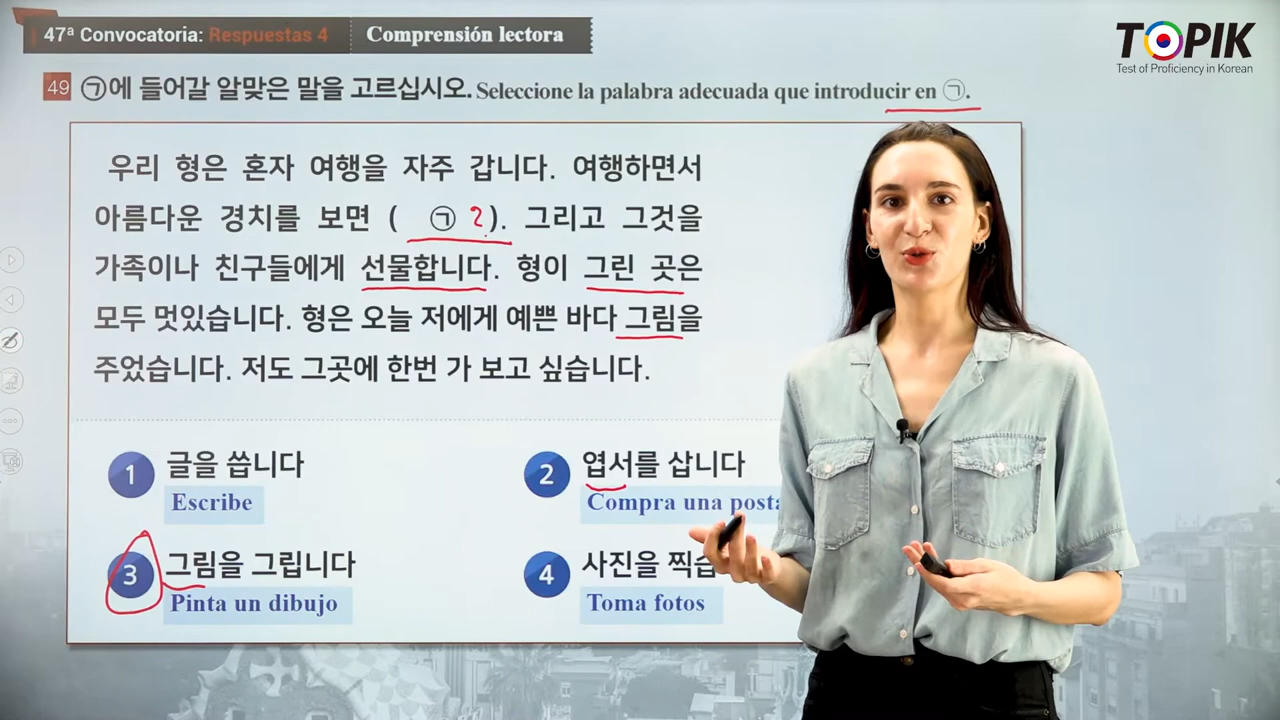 47ª Convocatoria: Respuestas 4 Comprensión lectora
TOPIK
Test of Proficiency in Korean
49 ㉠에 들어갈 알맞은 말을 고르십시오. Seleccione la palabra adecuada que introducir en ㉠.
우리 형은 혼자 여행을 자주 갑니다. 여행하면서
아름다운 경치를 보면 ( ㉠ ? ). 그리고 그것을
가족이나 친구들에게 선물합니다. 형이 그린 곳은
모두 멋있습니다. 형은 오늘 저에게 예쁜 바다 그림을
주었습니다. 저도 그곳에 한번 가 보고 싶습니다.
1 글을 씁니다
Escribe
2 엽서를 삽니다
Compra una
3 그림을 그립니다
Pinta un dibujo
4 사진을
Toma fotos